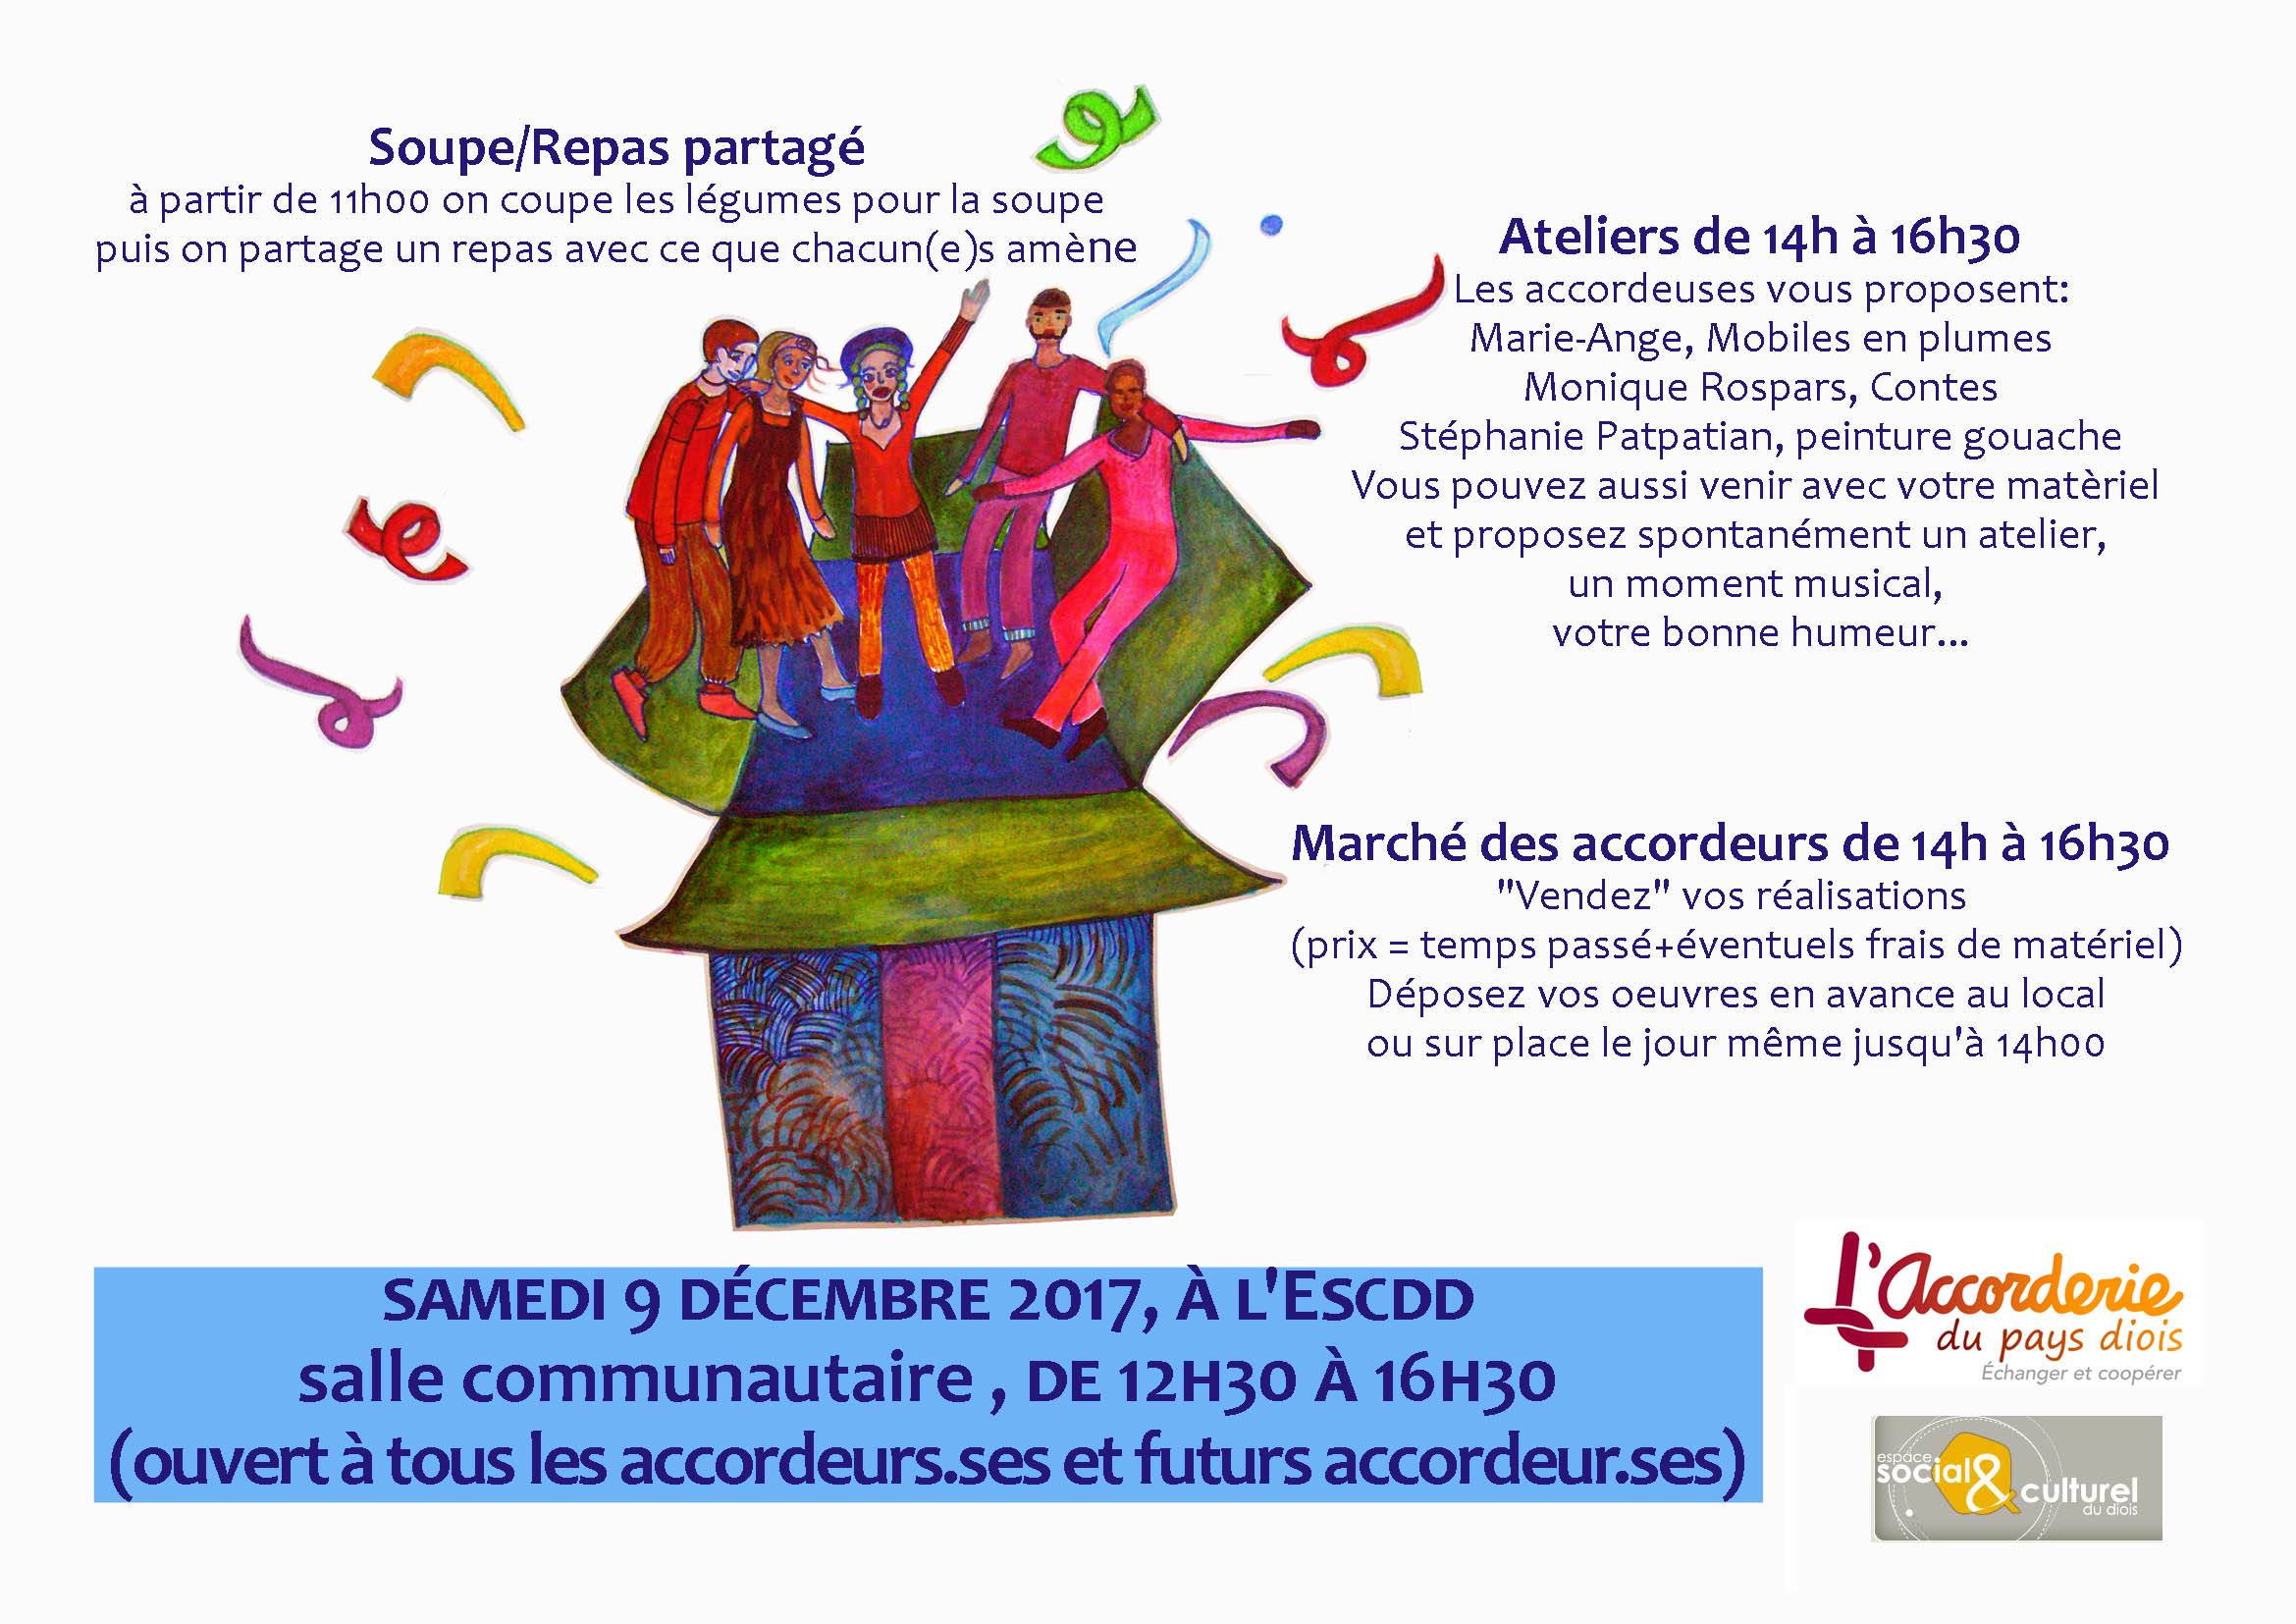 Soupe/Repas partagé
à partir de 11h00 on coupe les légumes pour la soupe
puis on partage un repas avec ce que chacun(e)s amène
Ateliers de 14h à 16h30
Les accordeuses vous proposent:
Marie-Ange, Mobiles en plumes
Monique Rospars, Contes
Stéphanie Patpatian, peinture gouache
Vous pouvez aussi venir avec votre matèriel
et proposez spontanément un atelier,
un moment musical,
votre bonne humeur...
Marché des accordeurs de 14h à 16h30
"Vendez" vos réalisations
(prix = temps passé+éventuels frais de matériel)
Déposez vos oeuvres en avance au local
ou sur place le jour même jusqu'à 14h00
SAMEDI 9 DÉCEMBRE 2017, À L'ESCDD
salle communautaire , DE 12H30 À 16H30
(ouvert à tous les accordeurs.ses et futurs accordeur.ses)
L'Accorderie
du pays diois
Échanger et coopérer
espace
social & culturel
du diois